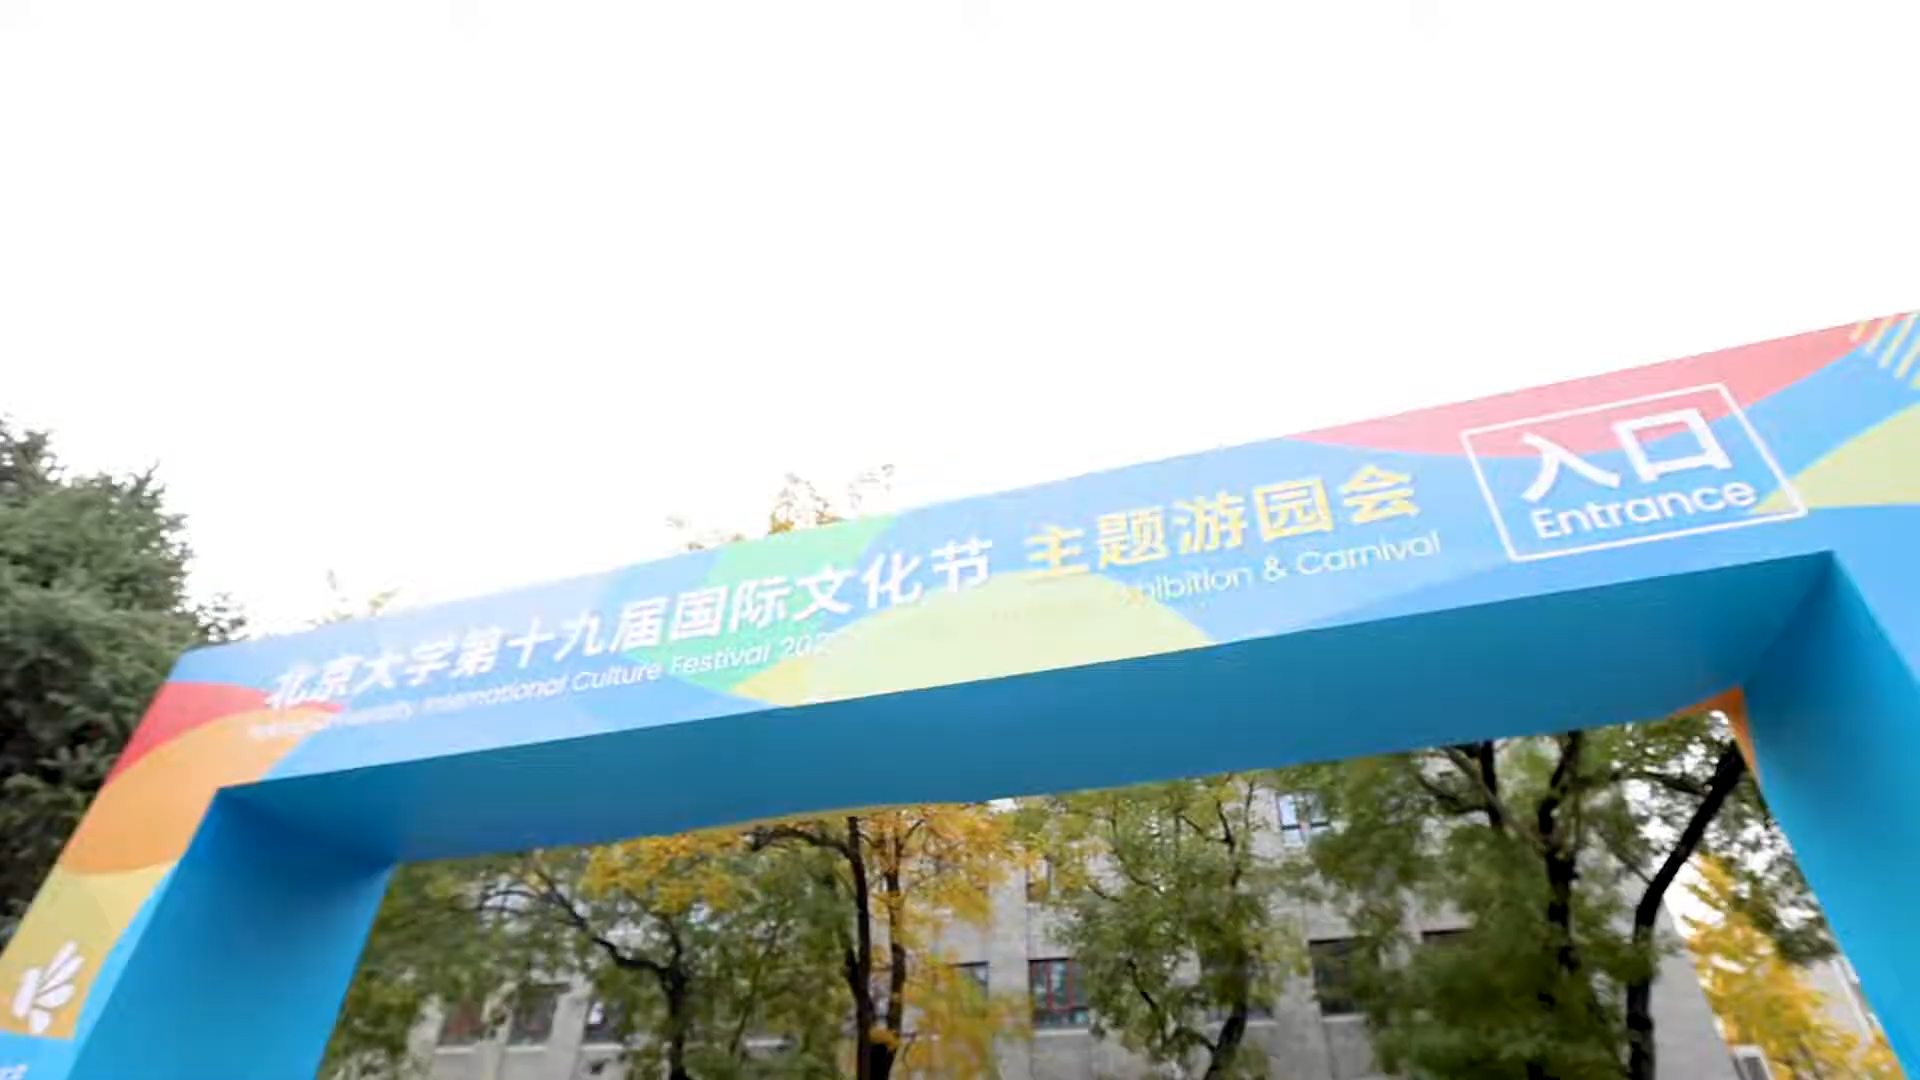 北京大学第十九届国际文化节
International Culture Festival
主题游园会
& Carnival
入口
Entrance